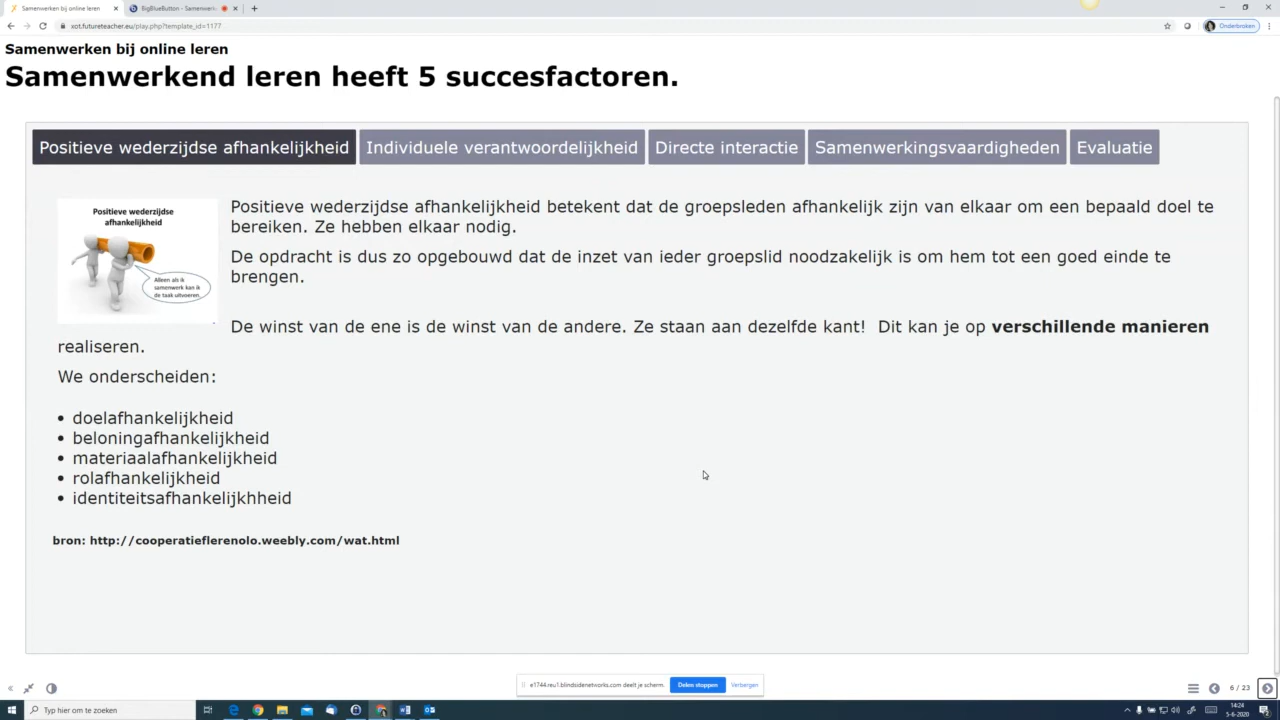 Samenwerken bij online leren
BigBlueButton - Samenwerk
xot.futureteacher.eu/play.php?template_id=1177
Onderbroken
Samenwerken bij online leren
Samenwerkend leren heeft 5 succesfactoren.
Positieve wederzijdse afhankelijkheid
Individuele verantwoordelijkheid
Directe interactie
Samenwerkingsvaardigheden
Evaluatie
Positieve wederzijdse
afhankelijkheid
Alleen als ik
samenwerk kan ik
de taak uitvoeren.
Positieve wederzijdse afhankelijkheid betekent dat de groepsleden afhankelijk zijn van elkaar om een bepaald doel te
bereiken. Ze hebben elkaar nodig.
De opdracht is dus zo opgebouwd dat de inzet van ieder groepslid noodzakelijk is om hem tot een goed einde te
brengen.
De winst van de ene is de winst van de andere. Ze staan aan dezelfde kant! Dit kan je op verschillende manieren
realiseren.
We onderscheiden:
• doelafhankelijkheid
• beloningafhankelijkheid
• materiaalafhankelijkheid
• rolafhankelijkheid
• identiteitsafhankelijkhheid
bron: http://cooperatieflerenolo.weebly.com/wat.html
e1744.reu1.blindsidenetworks.com deelt je scherm.
Delen stoppen
Verbergen
6 / 23
Typ hier om te zoeken
14:24
5-6-2020